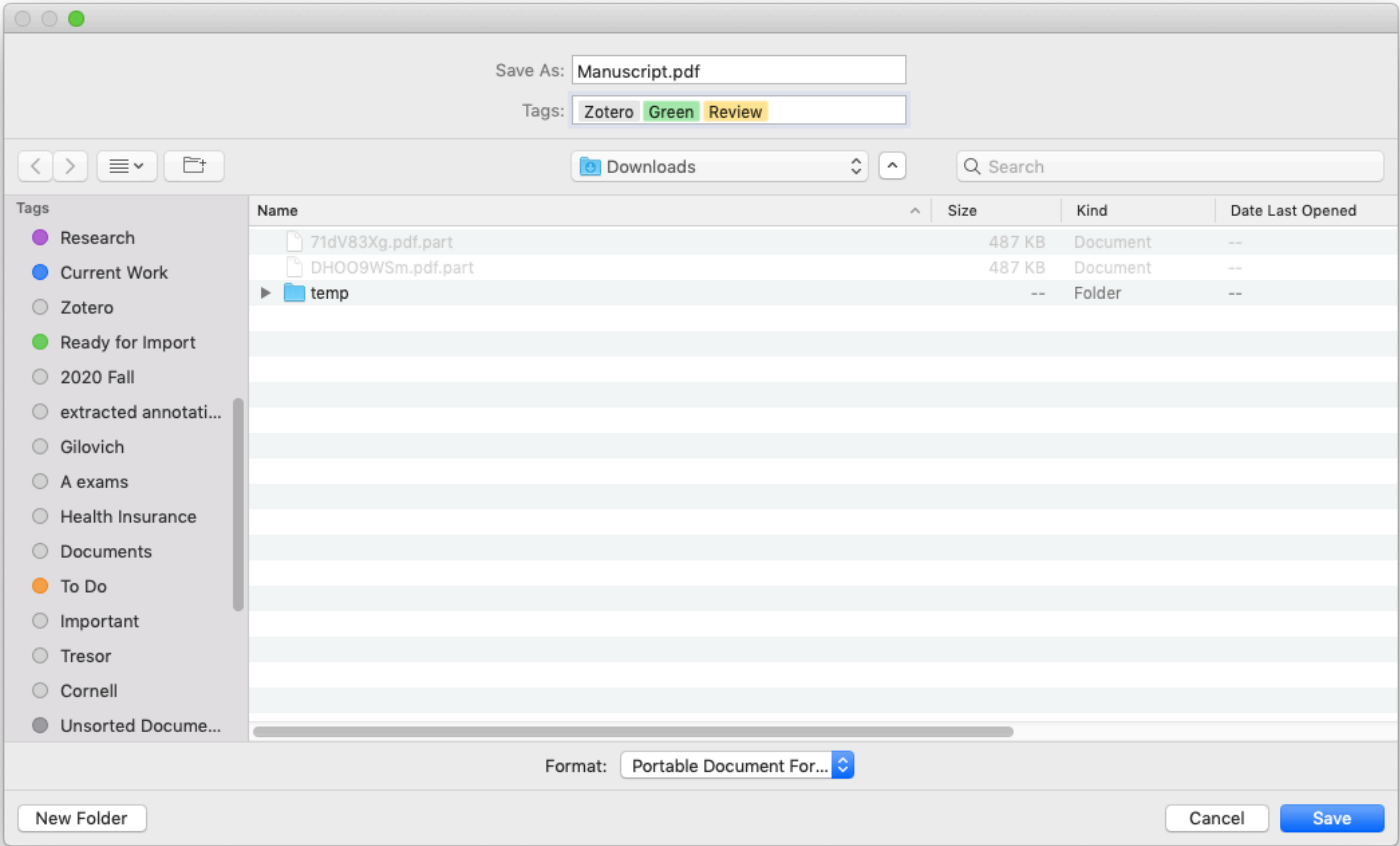 Save As: Manuscript.pdf
Tags: Zotero Green Review
Downloads
Search
Tags
Research
Current Work
Zotero
Ready for Import
2020 Fall
extracted annotati...
Gilovich
A exams
Health Insurance
Documents
To Do
Important
Tresor
Cornell
Unsorted Docume...
Name Size Kind Date Last Opened
71dV83Xg.pdf.part 487 KB Document --
DHOO9WSm.pdf.part 487 KB Document --
temp -- Folder --
Format: Portable Document For...
New Folder Cancel Save